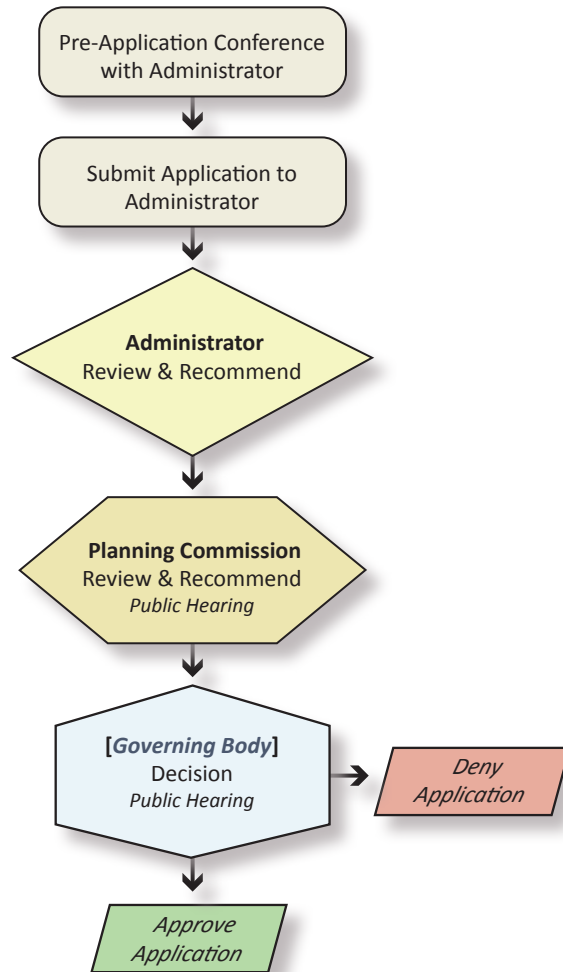 Pre-Application Conference
with Administrator
Submit Application to
Administrator
Administrator
Review & Recommend
Planning Commission
Review & Recommend
Public Hearing
[Governing Body]
Decision
Public Hearing
Deny
Application
Approve
Application